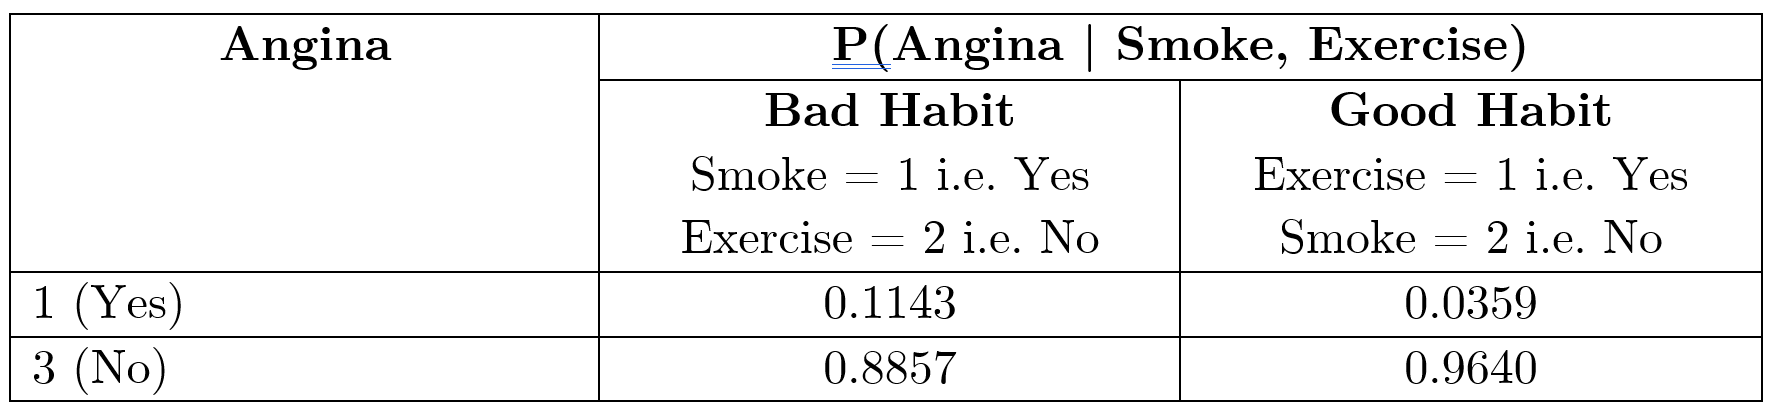 Angina P(Angina | Smoke, Exercise)
Bad Habit Good Habit
Smoke = 1 i.e. Yes Exercise = 1 i.e. Yes
Exercise = 2 i.e. No Smoke = 2 i.e. No
1 (Yes) 0.1143 0.0359
3 (No) 0.8857 0.9640